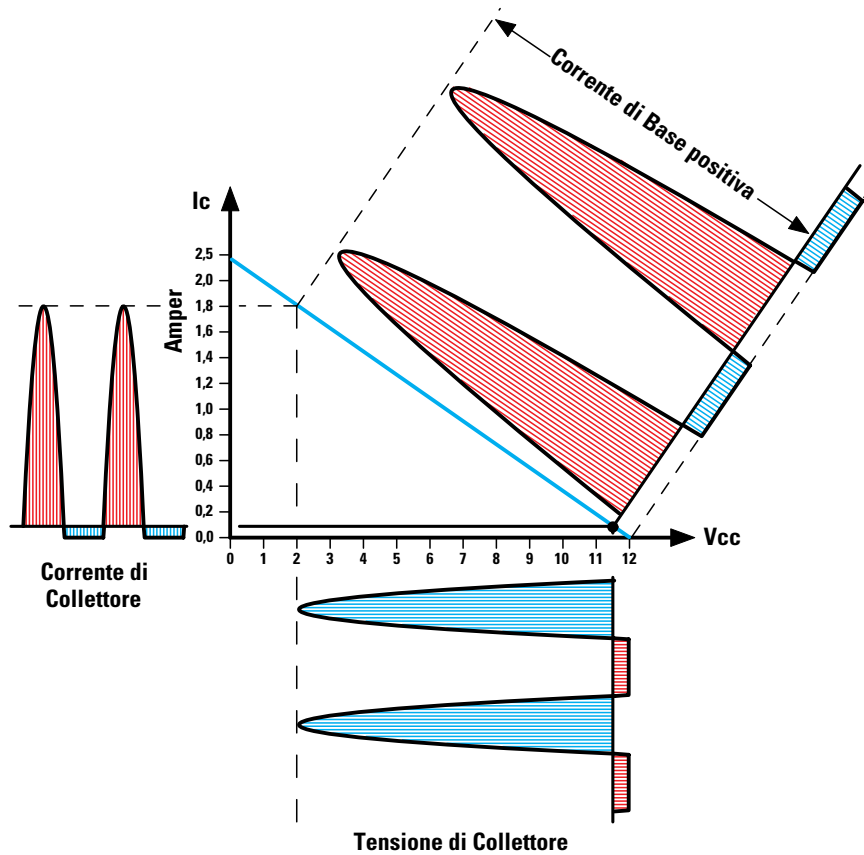 Corrente di Base positiva
Ic
Amper
2,5
2,0
1,8
1,6
1,4
1,2
1,0
0,8
0,6
0,4
0,2
0,0
0 1 2 3 4 5 6 7 8 9 10 11 12
Vcc
Corrente di
Collettore
Tensione di Collettore